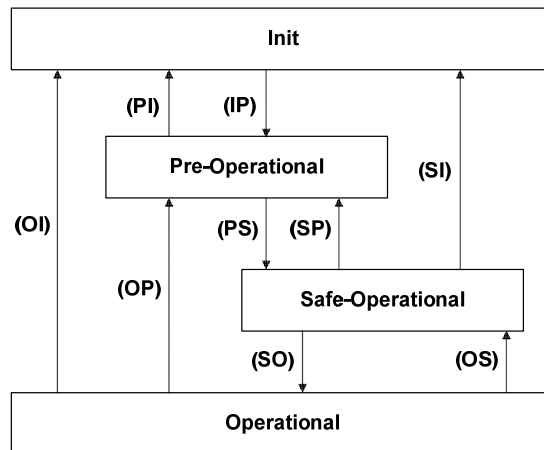 Init
(PI)
(IP)
Pre-Operational
(SI)
(OI)
(PS)
(SP)
(OP)
Safe-Operational
(SO)
(OS)
Operational